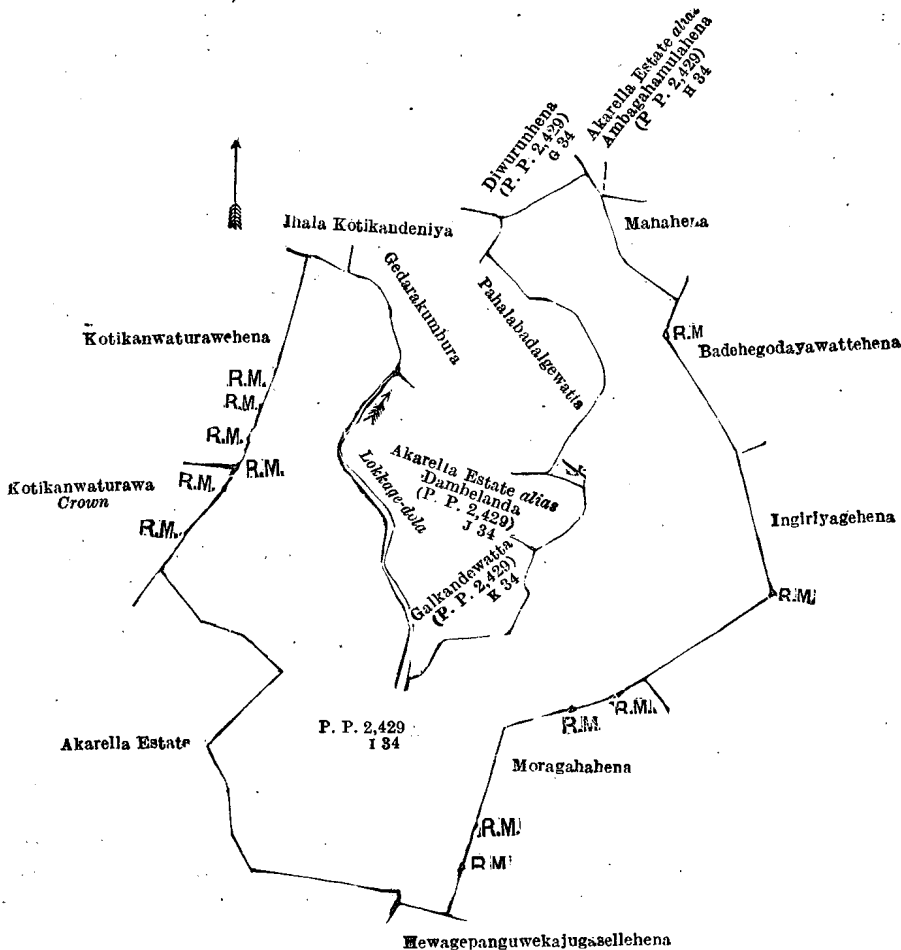 Akarella Estate alias
Ambagahamulahena
(P. P. 2,429)
H 34
Diwurunhena
(P. P. 2,429)
G 34
Ihala Kotikandeniya
Mahahena
Gedarakumbura
Pahalabadalgewatta
Kotikanwaturawehena
R.M
Badehegodayawattehena
R.M.
R.M.
R.M.
R.M.
Kotikanwaturawa
Crown
R.M.
R.M.
Lokkage-dola
Akarella Estate alias
Dambelanda
(P. P. 2,429)
J 34
Ingiriyagehena
Galkandewatta
(P. P. 2,429)
K 34
R.M.
R.M.
R.M.
P. P. 2,429
I 34
Akarella Estate
Moragahahena
R.M.
R M
Hewagepanguwekajugasellehena